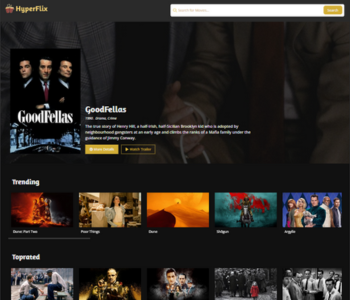 HyperFlix
Search for Movies...
Search
GoodFellas
GoodFellas
1990 . Drama, Crime
The true story of Henry Hill, a half-Irish, half-Sicilian Brooklyn kid who is adopted by
neighbourhood gangsters at an early age and climbs the ranks of a Mafia family under the
guidance of Jimmy Conway.
More Details
Watch Trailer
Trending
Dune: Part Two
Poor Things
Dune
Oldgun
Argylle
Toprated